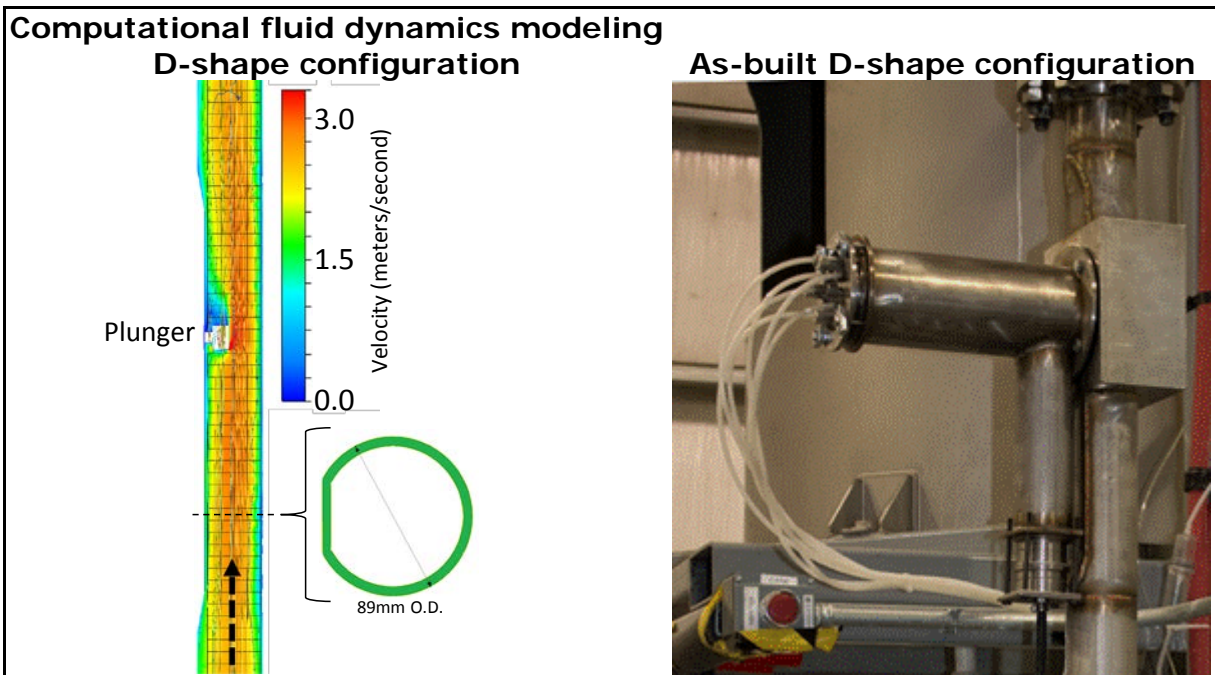 Computational fluid dynamics modeling
D-shape configuration
As-built D-shape configuration
3.0
1.5
0.0
Velocity (meters/second)
Plunger
89mm O.D.